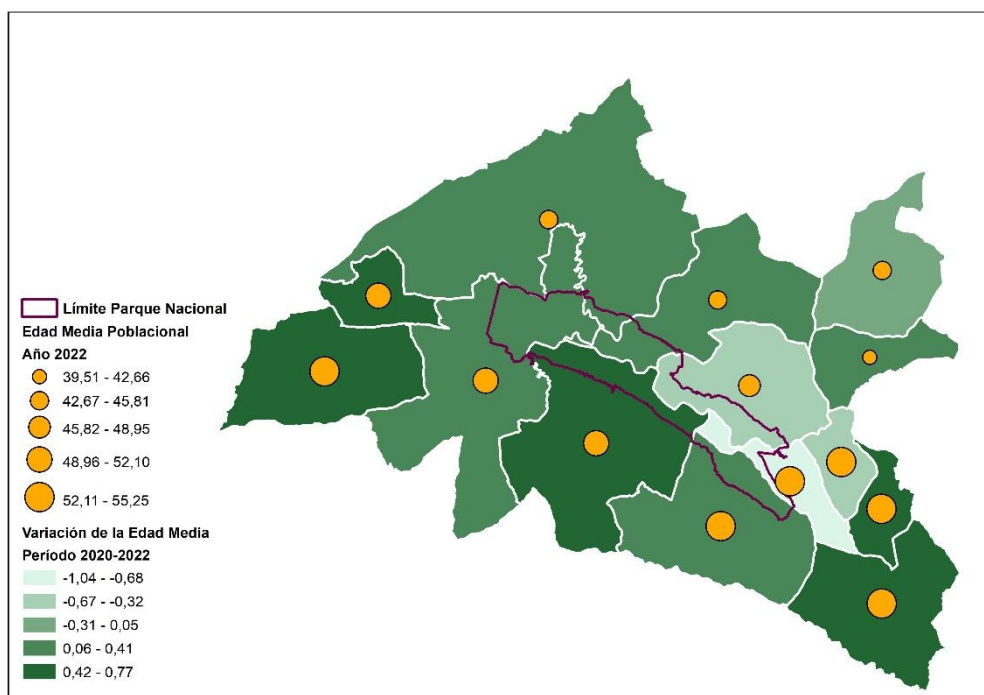 Límite Parque Nacional
Edad Media Poblacional
Año 2022
39,51 - 42,66
42,67 - 45,81
45,82 - 48,95
48,96 - 52,10
52,11 - 55,25
Variación de la Edad Media
Período 2020-2022
-1,04 - -0,68
-0,67 - -0,32
-0,31 - 0,05
0,06 - 0,41
0,42 - 0,77